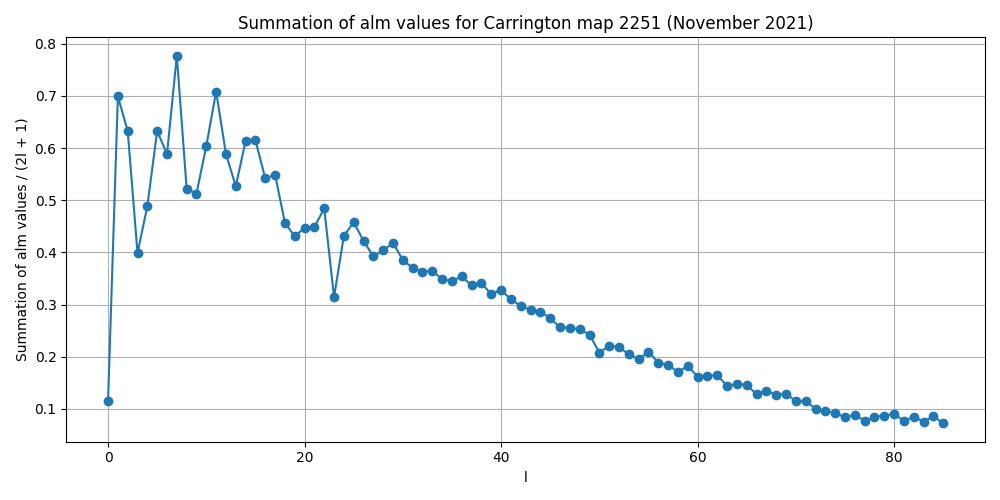 Summation of alm values for Carrington map 2251 (November 2021)
Summation of alm values / (2l + 1)
0.8
0.7
0.6
0.5
0.4
0.3
0.2
0.1
0 20 40 60 80
l